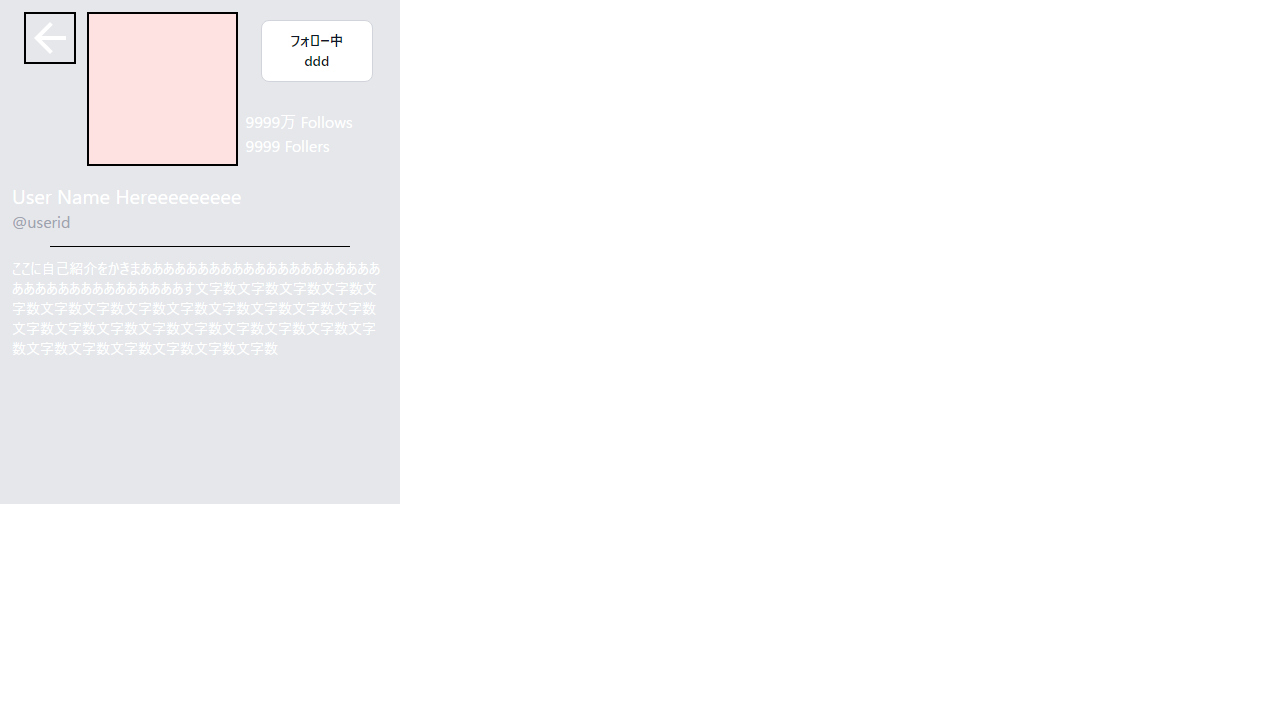 フォロー中
ddd
9999万 Follows
9999 Follers
User Name Hereeeeeeeee
@userid
ここに自己紹介をかきまあああああああああああああああああああああ
あああああああああああああああす文字数文字数文字数文字数文
字数文字数文字数文字数文字数文字数文字数文字数文字数
文字数文字数文字数文字数文字数文字数文字数文字数文字
数文字数文字数文字数文字数文字数文字数